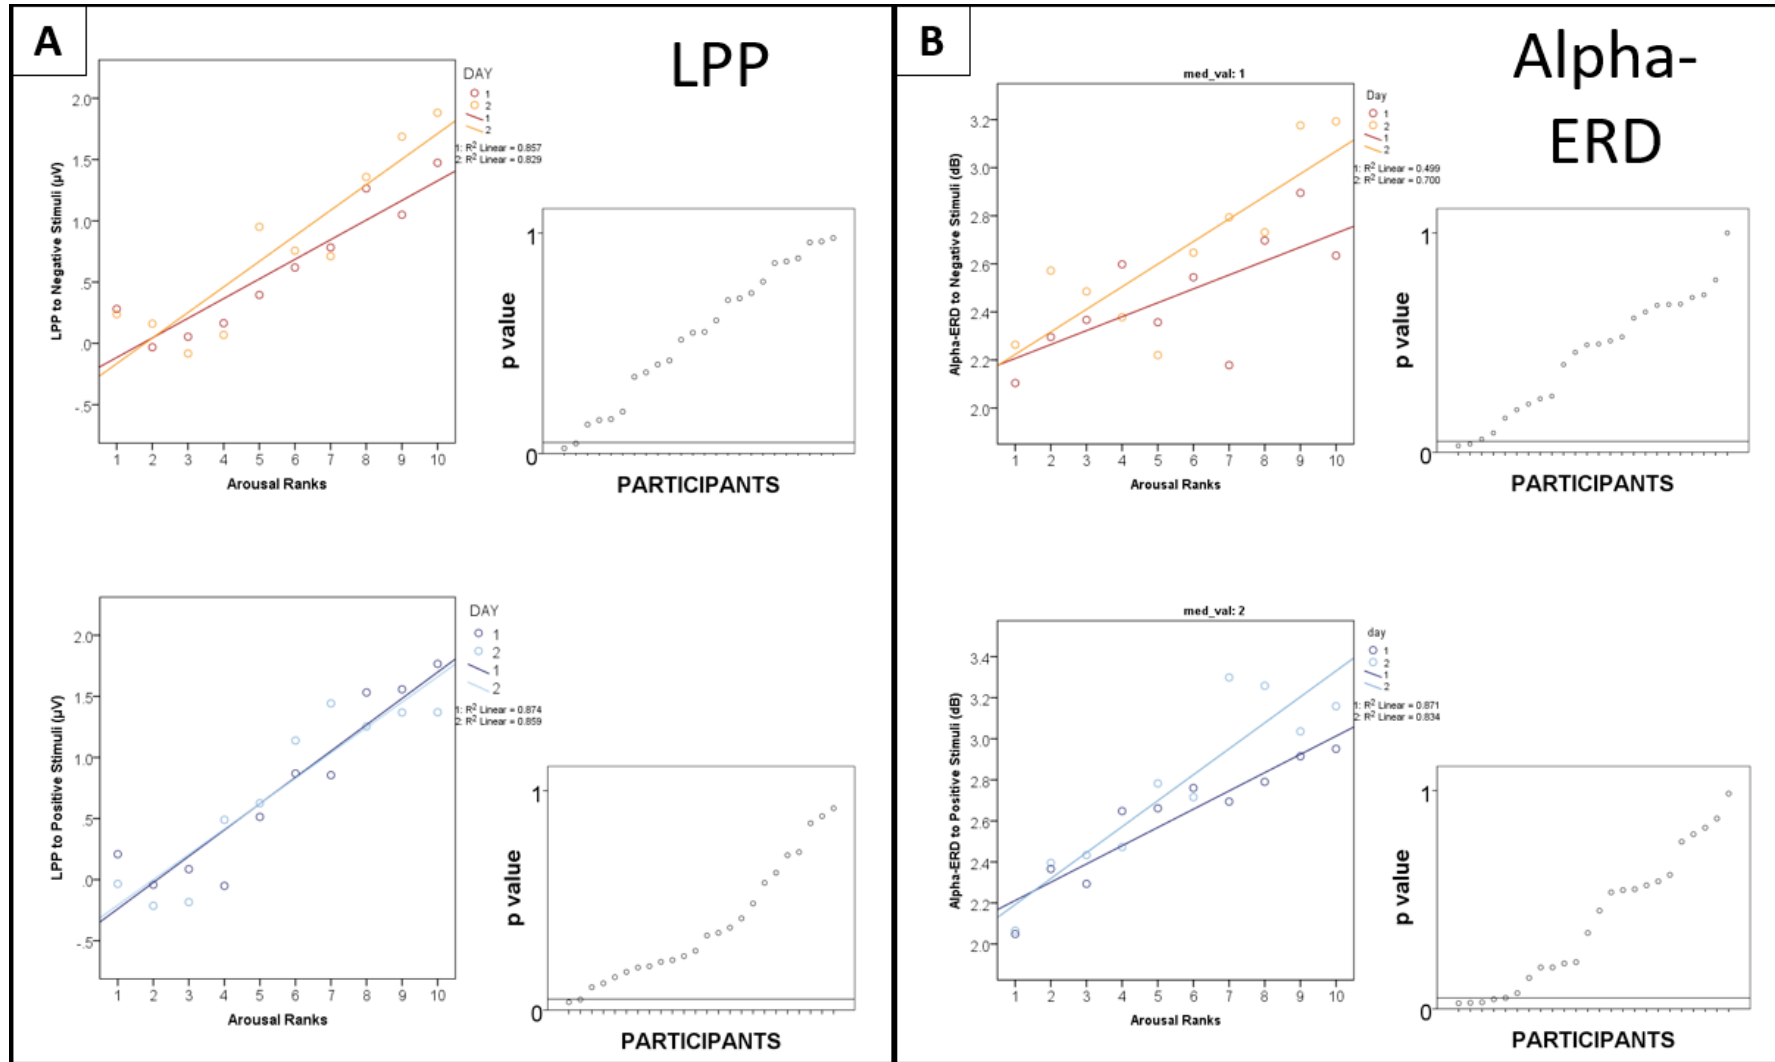 A
LPP
DAY
1
2
1
2
1: R2 Linear = 0.857
2: R2 Linear = 0.829
LPP to Negative Stimuli (µV)
2.0
1.5
1.0
.5
.0
-.5
1 2 3 4 5 6 7 8 9 10
Arousal Ranks
p value
1
0
PARTICIPANTS
DAY
1
2
1
2
1: R2 Linear = 0.874
2: R2 Linear = 0.859
LPP to Positive Stimuli (µV)
2.0
1.5
1.0
.5
.0
-.5
1 2 3 4 5 6 7 8 9 10
Arousal Ranks
p value
1
0
PARTICIPANTS
B
Alpha-
ERD
med_val: 1
Day
1
2
1
2
1: R2 Linear = 0.499
2: R2 Linear = 0.700
Alpha-ERD to Negative Stimuli (dB)
3.2
3.0
2.8
2.6
2.4
2.2
2.0
1 2 3 4 5 6 7 8 9 10
Arousal Ranks
p value
1
0
PARTICIPANTS
med_val: 2
day
1
2
1
2
1: R2 Linear = 0.871
2: R2 Linear = 0.834
Alpha-ERD to Positive Stimuli (dB)
3.4
3.2
3.0
2.8
2.6
2.4
2.2
2.0
1 2 3 4 5 6 7 8 9 10
Arousal Ranks
p value
1
0
PARTICIPANTS